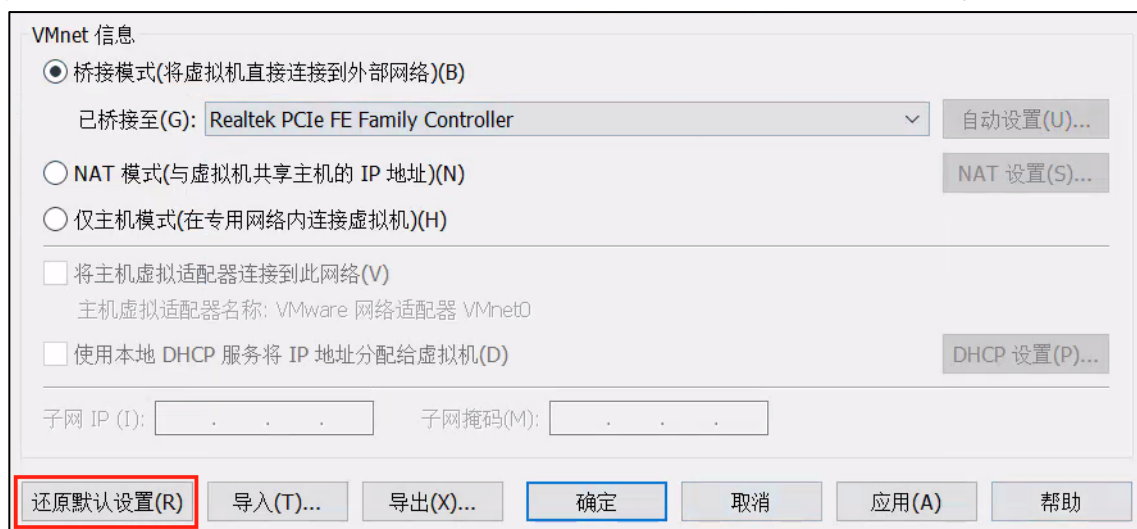 VMnet 信息
桥接模式(将虚拟机直接连接到外部网络)(B)
已桥接至(G): Realtek PCIe FE Family Controller 自动设置(U)...
NAT 模式(与虚拟机共享主机的 IP 地址)(N) NAT 设置(S)...
仅主机模式(在专用网络内连接虚拟机)(H)
将主机虚拟适配器连接到此网络(V)
主机虚拟适配器名称: VMware 网络适配器 VMnet0
使用本地 DHCP 服务将 IP 地址分配给虚拟机(D) DHCP 设置(P)...
子网 IP (I): . . . 子网掩码(M): . . .
还原默认设置(R) 导入(T)... 导出(X)... 确定 取消 应用(A) 帮助